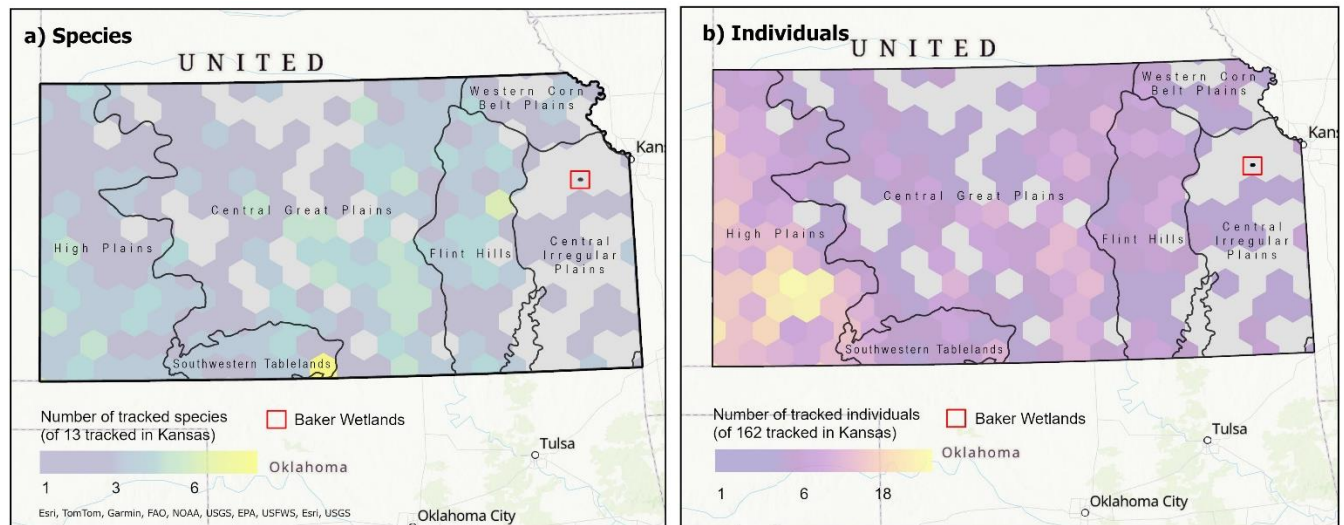 a) Species
UNITED
Western Corn
Belt Plains
Kans
Central Great Plains
High Plains
Flint Hills
Central
Irregular
Plains
Southwestern Tablelands
Number of tracked species
(of 13 tracked in Kansas)
Baker Wetlands
1 3 6
Oklahoma
Tulsa
Oklahoma City
Esri, TomTom, Garmin, FAO, NOAA, USGS, EPA, USFWS, Esri, USGS
b) Individuals
UNITED
Western Corn
Belt Plains
Kans
Central Great Plains
High Plains
Flint Hills
Central
Irregular
Plains
Southwestern Tablelands
Number of tracked individuals
(of 162 tracked in Kansas)
Baker Wetlands
1 6 18
Oklahoma
Tulsa
Oklahoma City